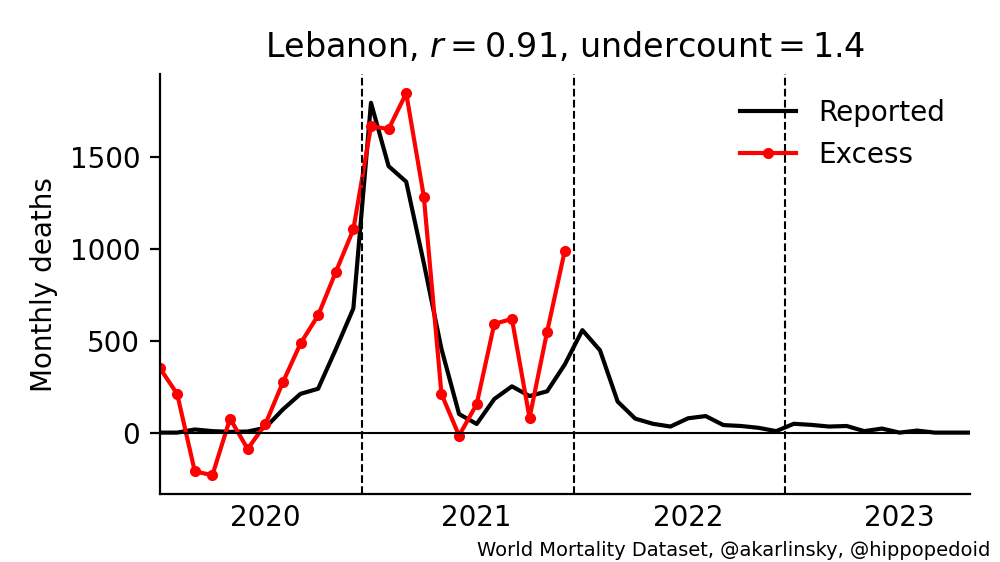 Lebanon, r = 0.91, undercount = 1.4
Reported
Excess
Monthly deaths
1500
1000
500
0
2020 2021 2022 2023
World Mortality Dataset, @akarlinsky, @hippopedoid